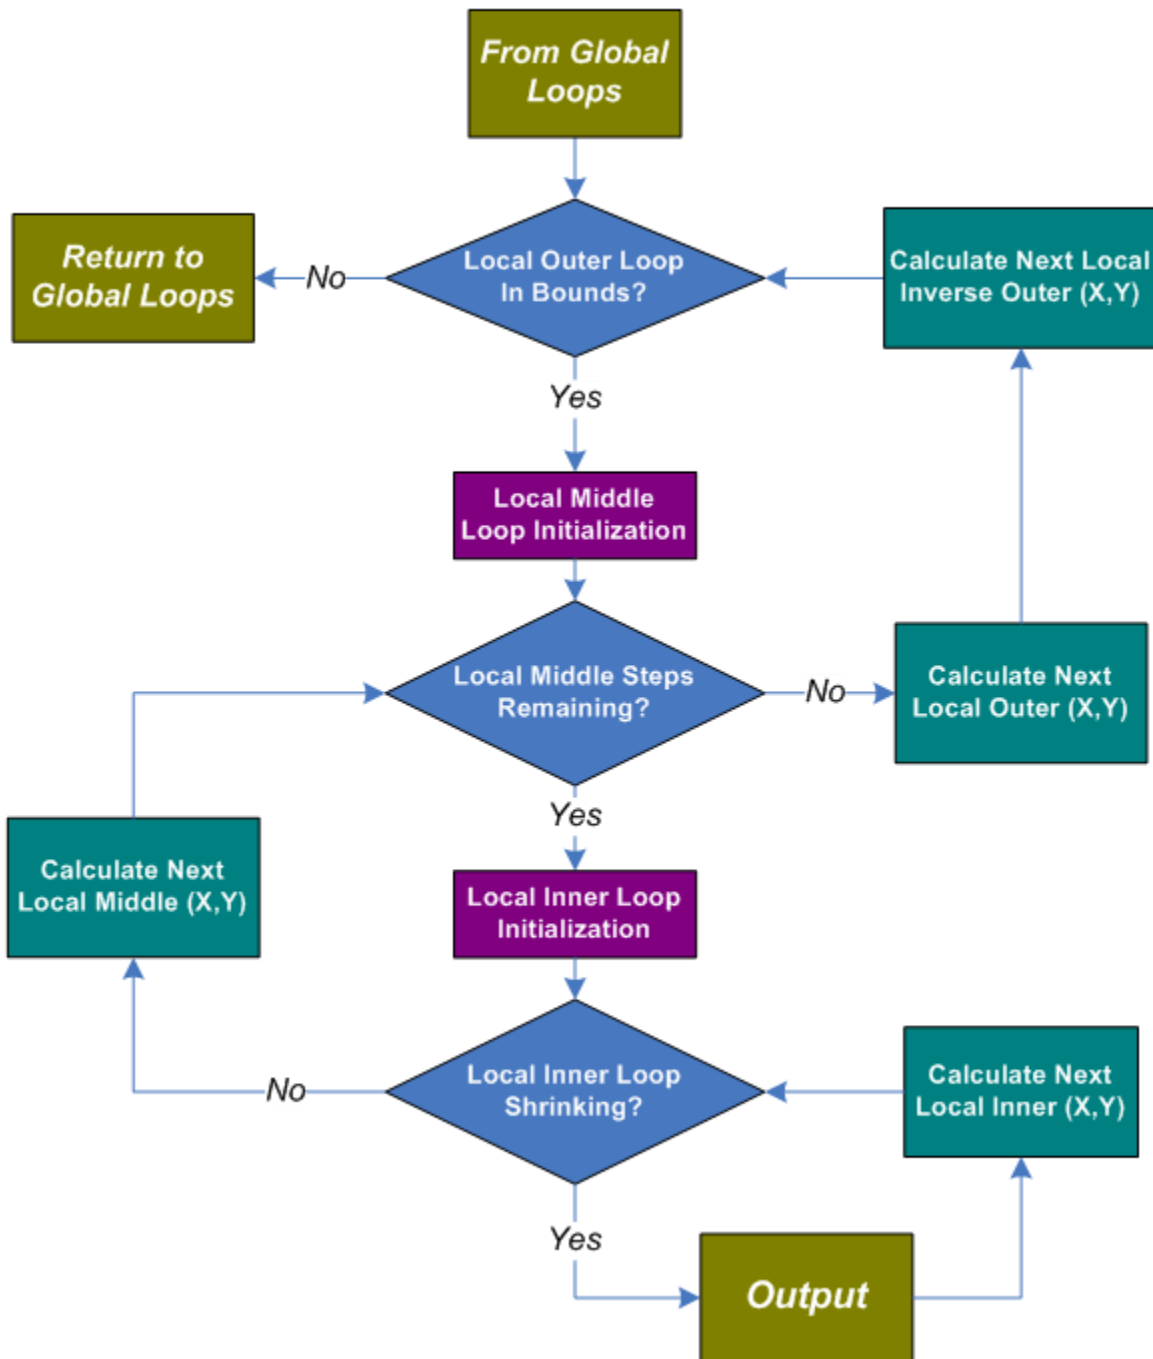 From Global
Loops
Return to
Global Loops
No
Local Outer Loop
In Bounds?
Calculate Next Local
Inverse Outer (X,Y)
Yes
Local Middle
Loop Initialization
Local Middle Steps
Remaining?
No
Calculate Next
Local Outer (X,Y)
Yes
Calculate Next
Local Middle (X,Y)
Local Inner Loop
Initialization
No
Local Inner Loop
Shrinking?
Calculate Next
Local Inner (X,Y)
Yes
Output